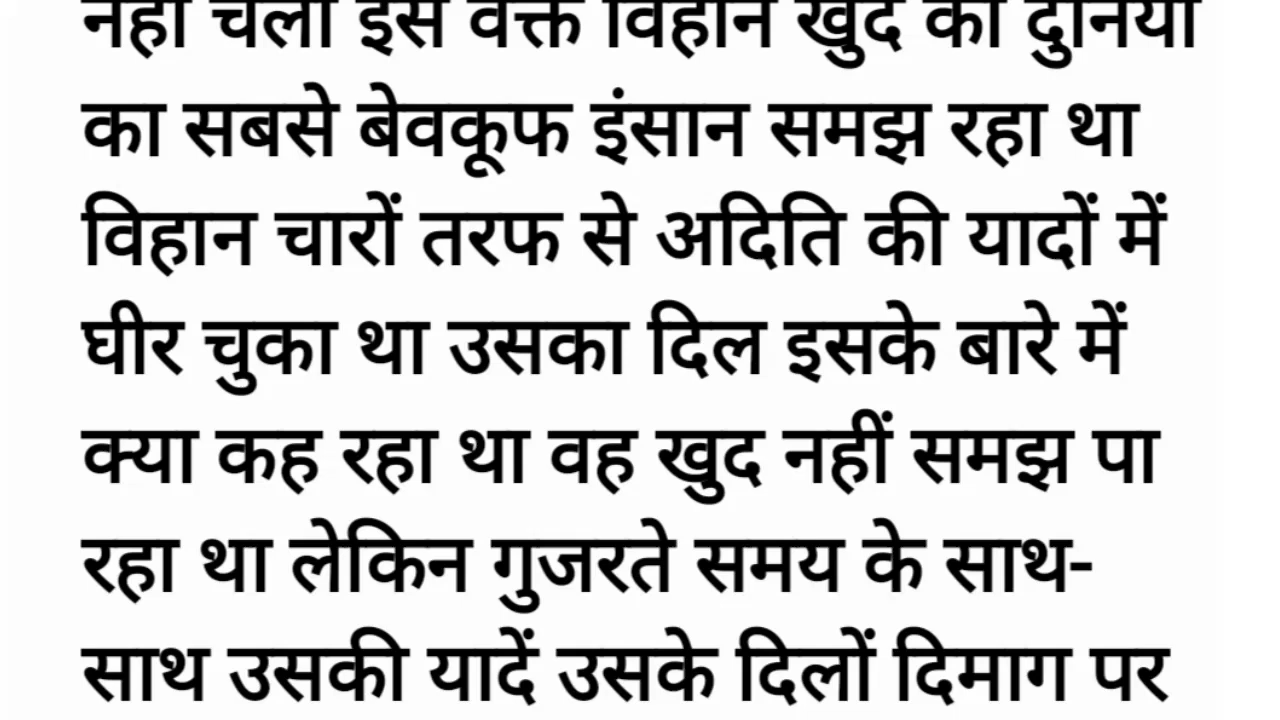 नहीं चला इस वक्त विहान खुद को दुनिया
का सबसे बेवकूफ इंसान समझ रहा था
विहान चारों तरफ से अदिति की यादों में
घीर चुका था उसका दिल इसके बारे में
क्या कह रहा था वह खुद नहीं समझ पा
रहा था लेकिन गुजरते समय के साथ-
साथ उसकी यादें उसके दिलों दिमाग पर